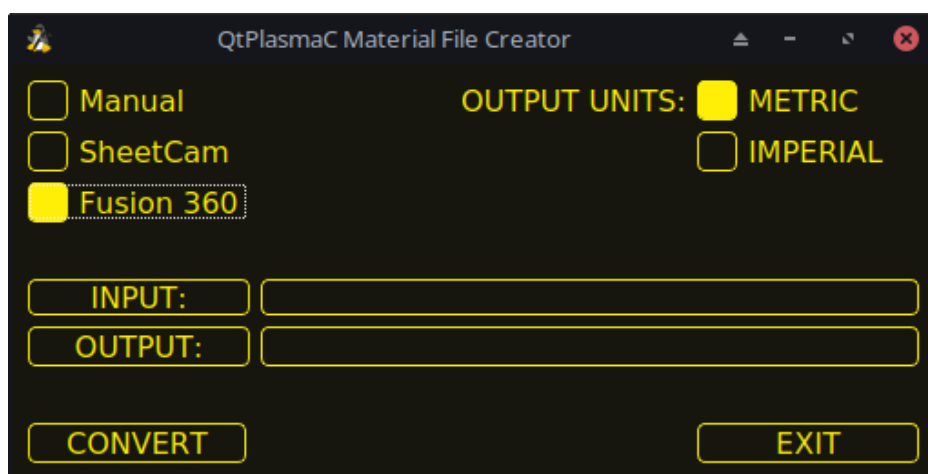 QtPlasmaC Material File Creator
Manual OUTPUT UNITS: METRIC
SheetCam IMPERIAL
Fusion 360
INPUT:
OUTPUT:
CONVERT EXIT